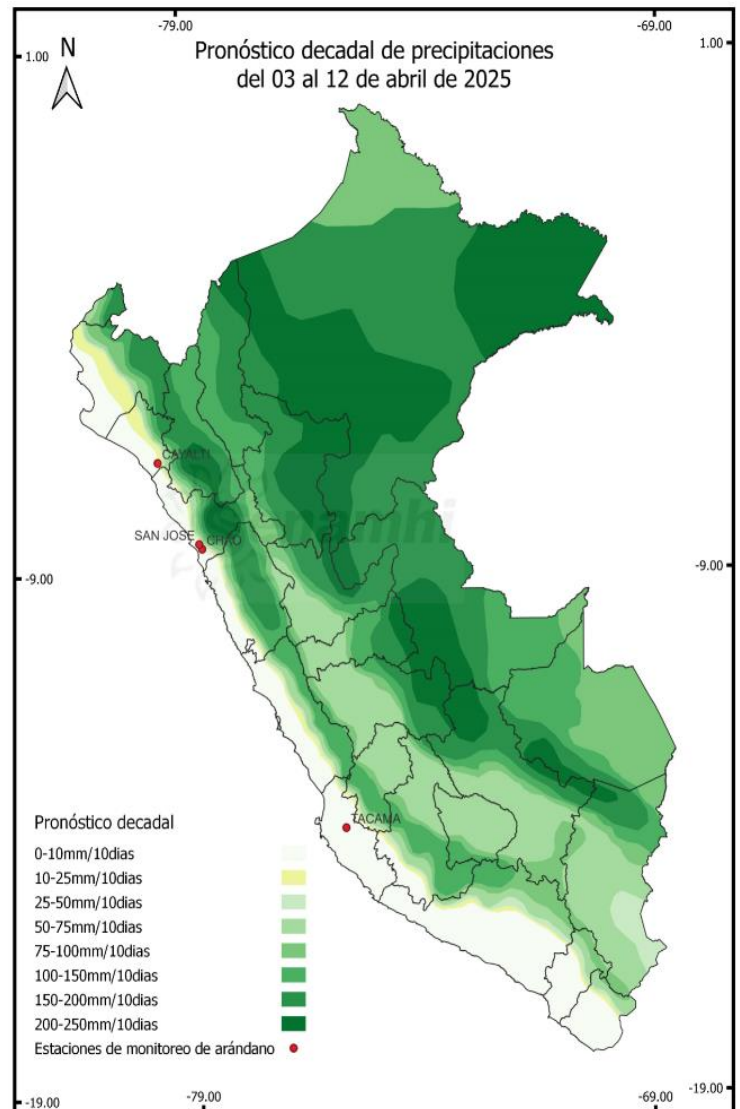 -79.00
-69.00
1.00
N
Pronóstico decadal de precipitaciones
del 03 al 12 de abril de 2025
1.00
CAYALTI
SAN JOSE
CHAO
senamhi
-9.00
-9.00
TACAMA
Pronóstico decadal
0-10mm/10dias
10-25mm/10dias
25-50mm/10dias
50-75mm/10dias
75-100mm/10dias
100-150mm/10dias
150-200mm/10dias
200-250mm/10dias
Estaciones de monitoreo de arándano
-19.00
-19.00
-79.00
-69.00